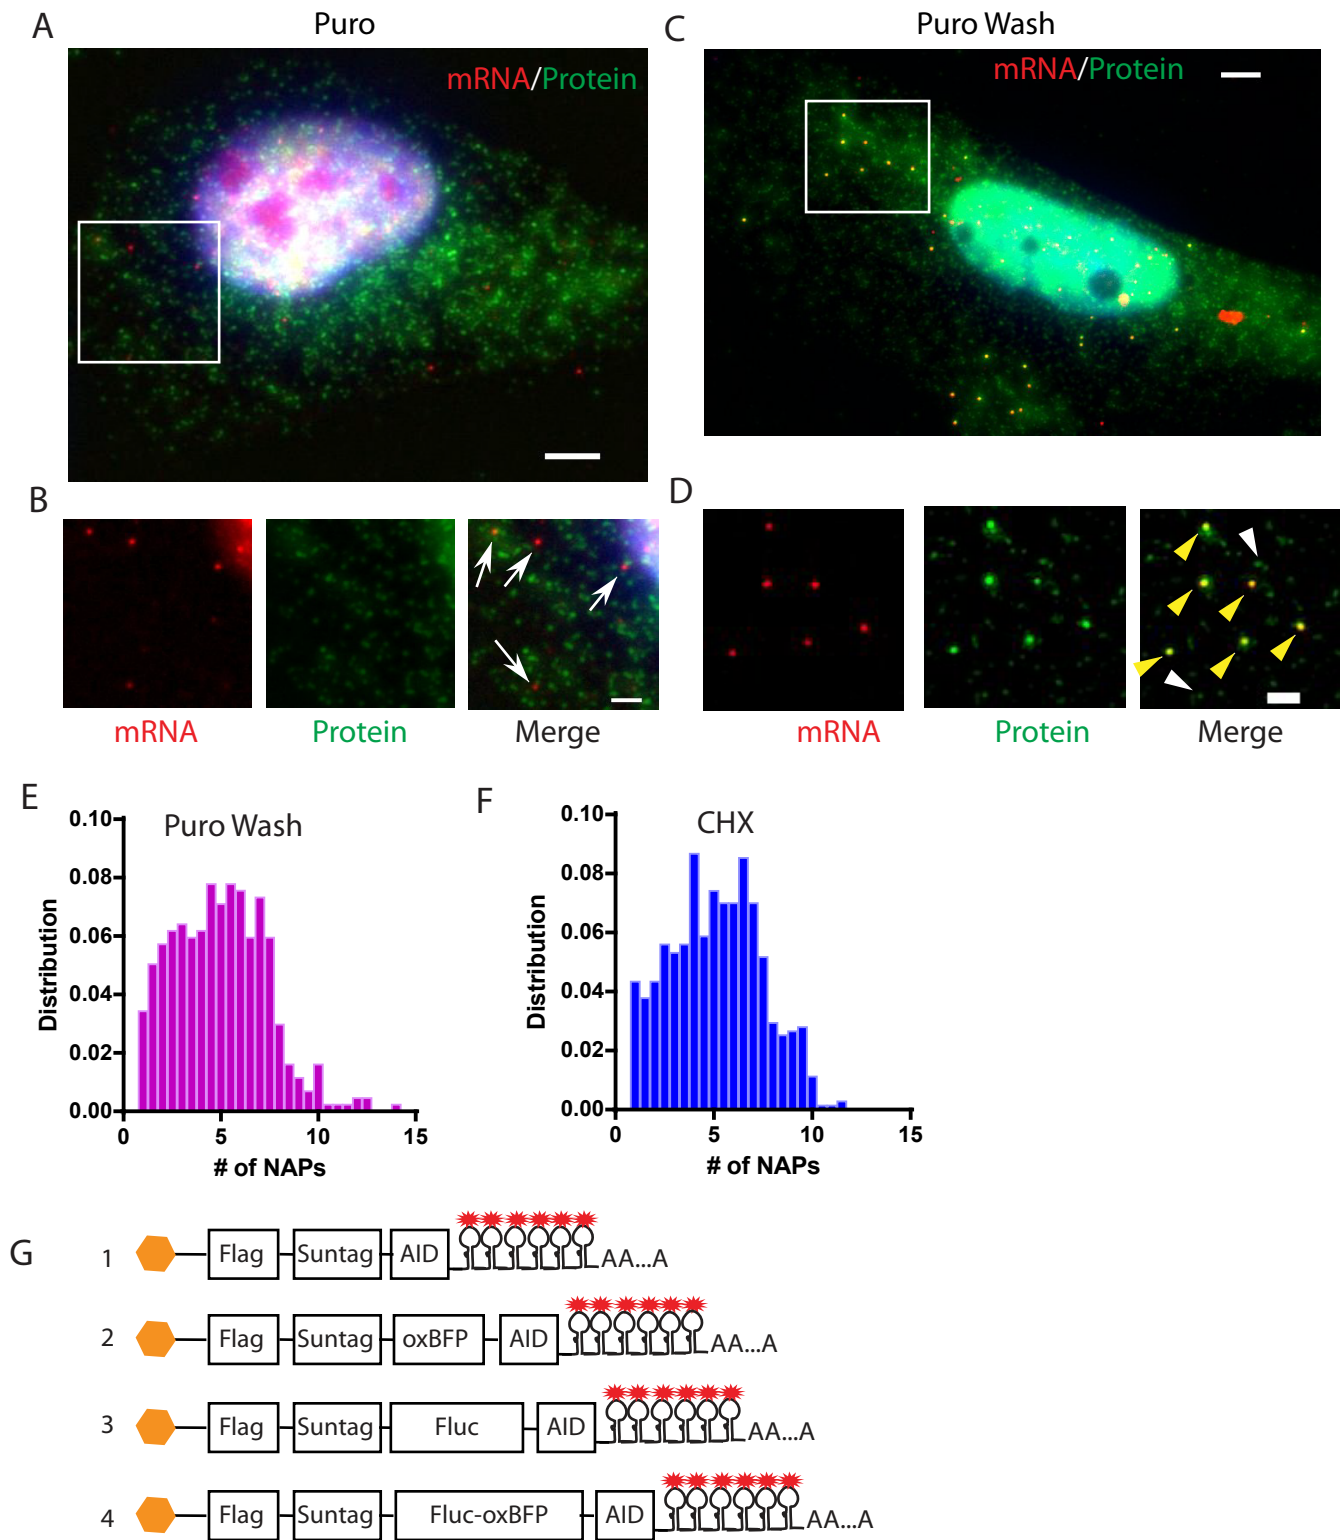 A
Puro
mRNA/Protein
C
Puro Wash
mRNA/Protein
B
mRNA
Protein
Merge
D
mRNA
Protein
Merge
E
Puro Wash
0.10
0.08
0.06
0.04
0.02
0.00
Distribution
0
5
10
15
# of NAPs
F
CHX
0.10
0.08
0.06
0.04
0.02
0.00
Distribution
0
5
10
15
# of NAPs
G
1 Flag Suntag AID AA...A
2 Flag Suntag oxBFP AID AA...A
3 Flag Suntag Fluc AID AA...A
4 Flag Suntag Fluc-oxBFP AID AA...A